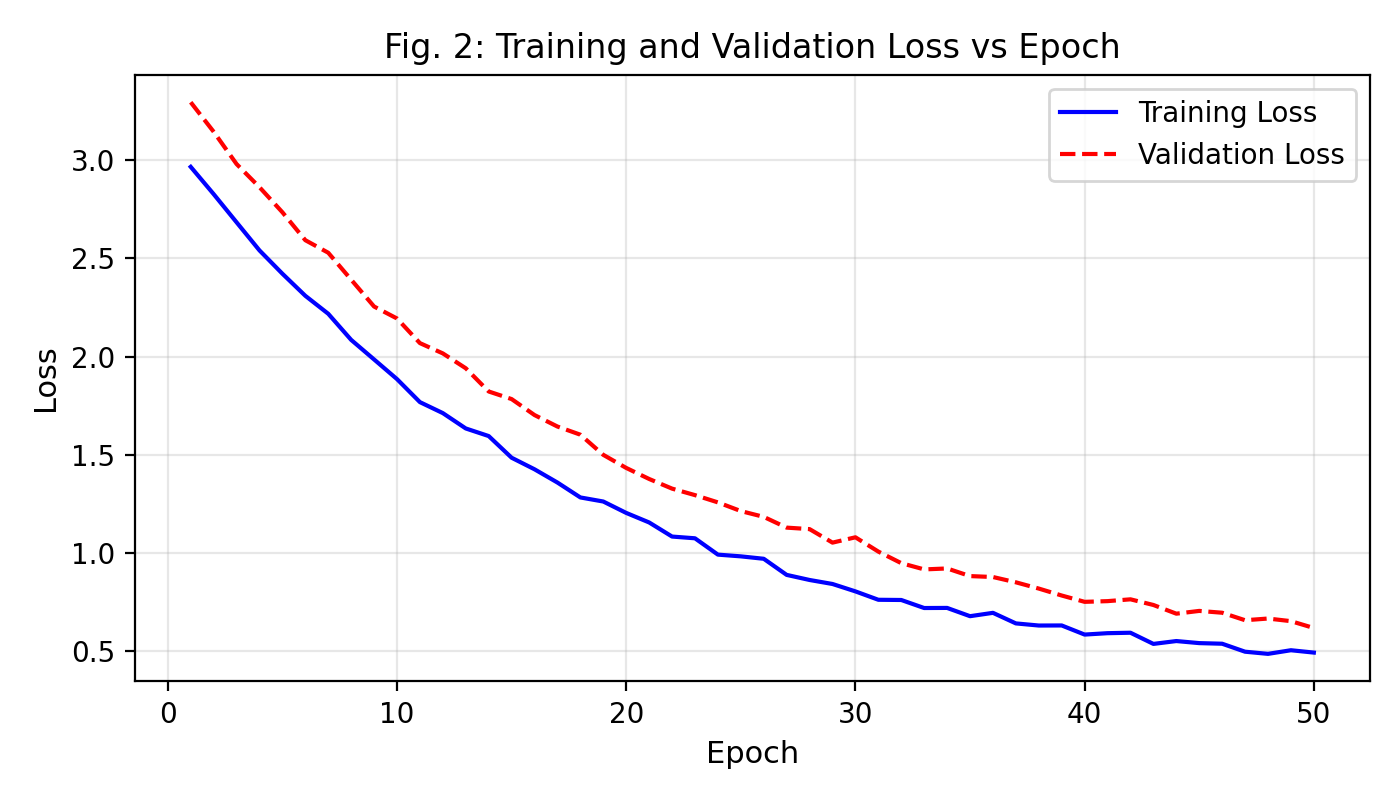 Fig. 2: Training and Validation Loss vs Epoch
Training Loss
Validation Loss
Loss
3.0
2.5
2.0
1.5
1.0
0.5
0 10 20 30 40 50
Epoch